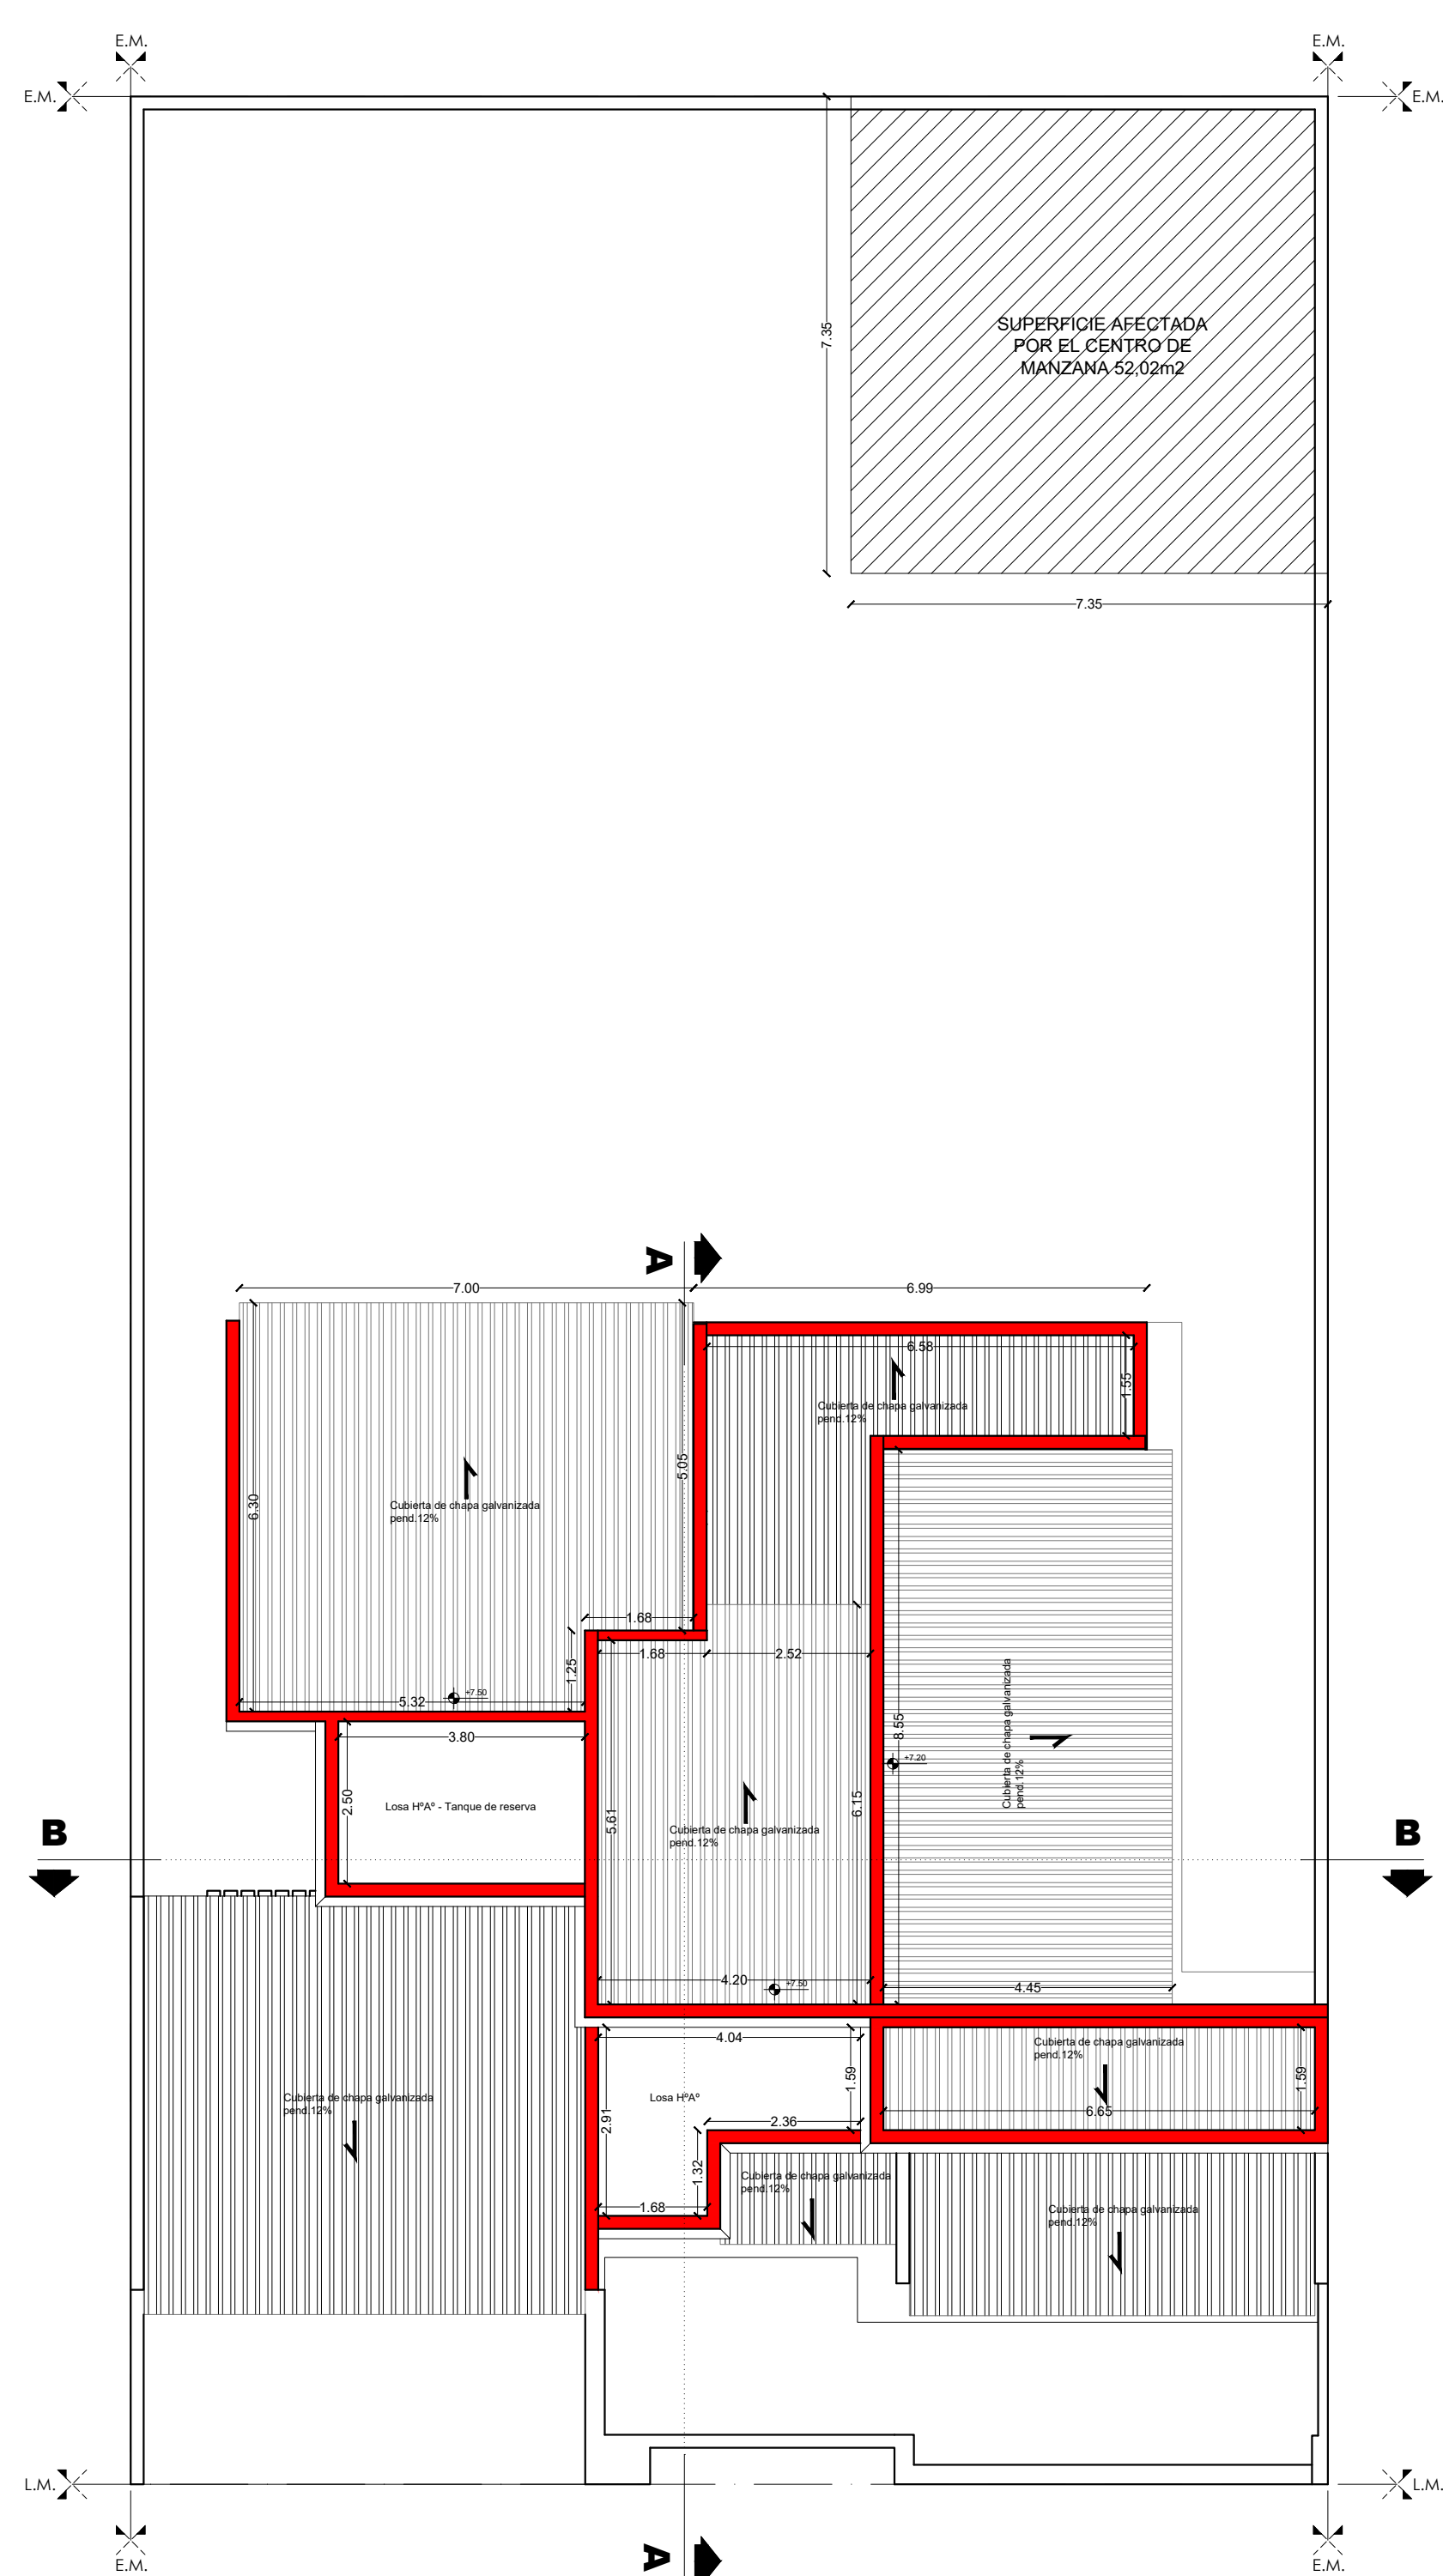 E.M.
E.M.
E.M.
E.M.
7.35
SUPERFICIE AFECTADA
POR EL CENTRO DE
MANZANA 52,02m2
7.35
A
7.00
6.99
6.58
1.55
Cubierta de chapa galvanizada
pend.12%
5.05
6.30
Cubierta de chapa galvanizada
pend.12%
1.68
1.68
2.52
1.25
5.32
+7.50
3.80
8.55
Cubierta de chapa galvanizada
pend.12%
+7.20
2.50
Losa HºAº - Tanque de reserva
5.61
6.15
Cubierta de chapa galvanizada
pend.12%
B
B
4.20
+7.50
4.45
4.04
Cubierta de chapa galvanizada
pend.12%
1.59
1.59
Cubierta de chapa galvanizada
pend.12%
Losa HºAº
2.91
2.36
6.65
1.32
Cubierta de chapa galvanizada
pend.12%
1.68
Cubierta de chapa galvanizada
pend.12%
L.M.
L.M.
A
E.M.
E.M.